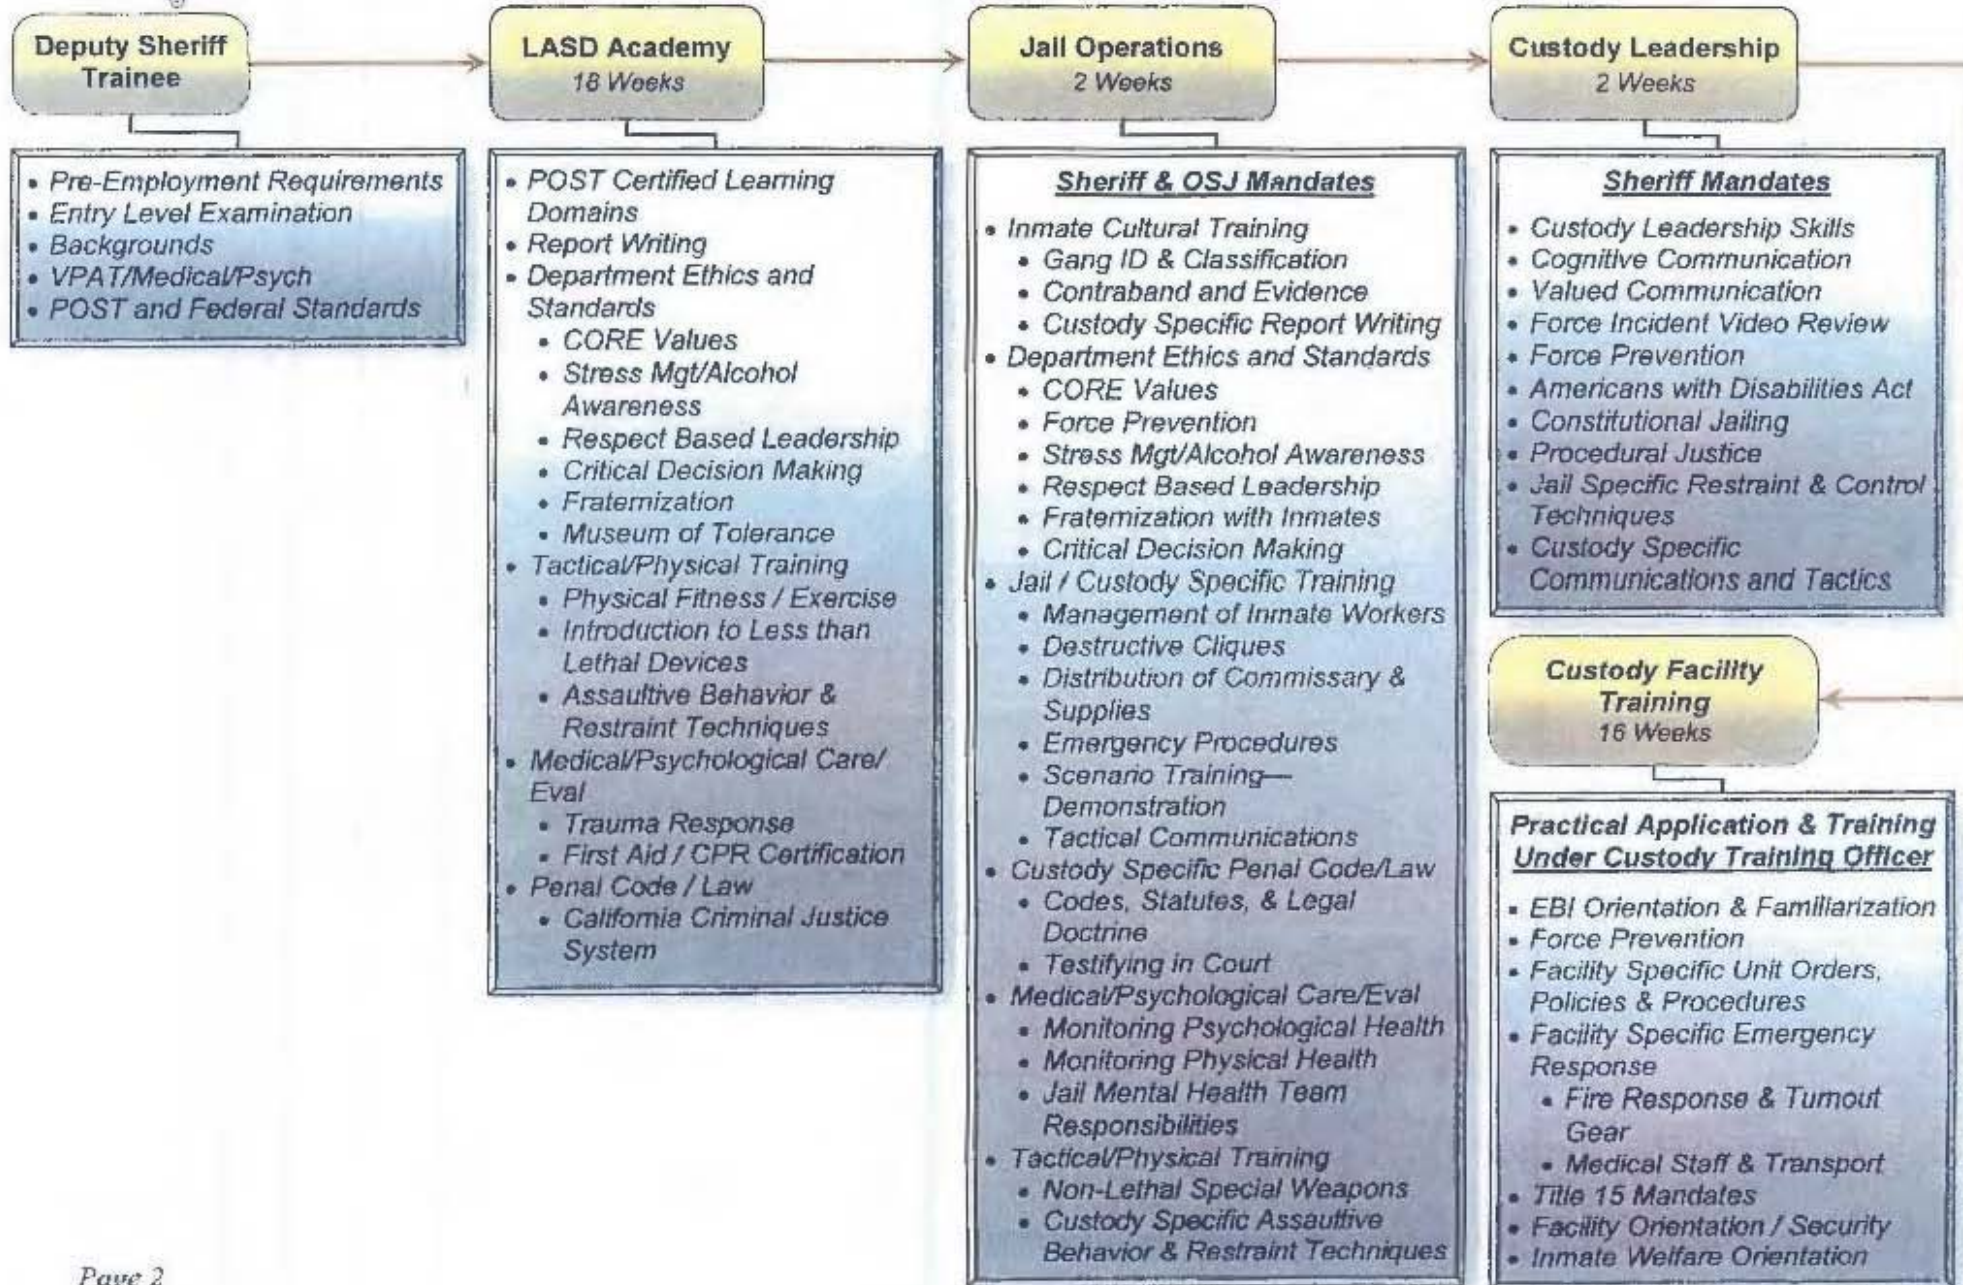 Deputy Sheriff
Trainee
• Pre-Employment Requirements
• Entry Level Examination
• Backgrounds
• VPAT/Medical/Psych
• POST and Federal Standards
LASD Academy
18 Weeks
• POST Certified Learning
Domains
• Report Writing
• Department Ethics and
Standards
• CORE Values
• Stress Mgt/Alcohol
Awareness
• Respect Based Leadership
• Critical Decision Making
• Fraternization
• Museum of Tolerance
• Tactical/Physical Training
• Physical Fitness / Exercise
• Introduction to Less than
Lethal Devices
• Assaultive Behavior &
Restraint Techniques
• Medical/Psychological Care/
Eval
• Trauma Response
• First Aid / CPR Certification
• Penal Code / Law
• California Criminal Justice
System
Jail Operations
2 Weeks
Sheriff & OSJ Mandates
• Inmate Cultural Training
• Gang ID & Classification
• Contraband and Evidence
• Custody Specific Report Writing
• Department Ethics and Standards
• CORE Values
• Force Prevention
• Stress Mgt/Alcohol Awareness
• Respect Based Leadership
• Fraternization with Inmates
• Critical Decision Making
• Jail / Custody Specific Training
• Management of Inmate Workers
• Destructive Cliques
• Distribution of Commissary &
Supplies
• Emergency Procedures
• Scenario Training—
Demonstration
• Tactical Communications
• Custody Specific Penal Code/Law
• Codes, Statutes, & Legal
Doctrine
• Testifying in Court
• Medical/Psychological Care/Eval
• Monitoring Psychological Health
• Monitoring Physical Health
• Jail Mental Health Team
Responsibilities
• Tactical/Physical Training
• Non-Lethal Special Weapons
• Custody Specific Assaultive
Behavior & Restraint Techniques
Custody Leadership
2 Weeks
Sheriff Mandates
• Custody Leadership Skills
• Cognitive Communication
• Valued Communication
• Force Incident Video Review
• Force Prevention
• Americans with Disabilities Act
• Constitutional Jailing
• Procedural Justice
• Jail Specific Restraint & Control
Techniques
• Custody Specific
Communications and Tactics
Custody Facility
Training
16 Weeks
Practical Application & Training
Under Custody Training Officer
• EBI Orientation & Familiarization
• Force Prevention
• Facility Specific Unit Orders,
Policies & Procedures
• Facility Specific Emergency
Response
• Fire Response & Turnout
Gear
• Medical Staff & Transport
• Title 15 Mandates
• Facility Orientation / Security
• Inmate Welfare Orientation
Page 2